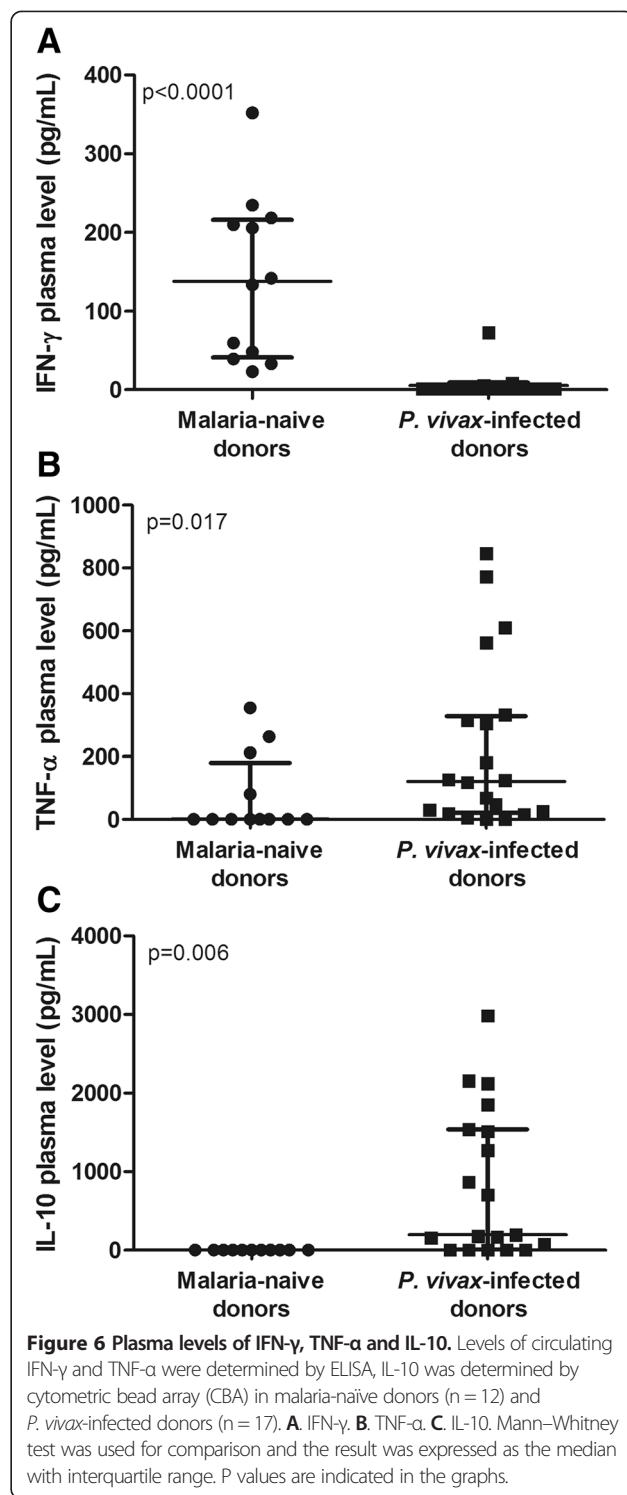 A
p<0.0001
IFN-γ plasma level (pg/mL)
400
300
200
100
0
Malaria-naive
donors
P. vivax-infected
donors
B
p=0.017
TNF-α plasma level (pg/mL)
1000
800
600
400
200
0
Malaria-naive
donors
P. vivax-infected
donors
C
p=0.006
IL-10 plasma level (pg/mL)
4000
3000
2000
1000
0
Malaria-naive
donors
P. vivax-infected
donors
Figure 6 Plasma levels of IFN-γ, TNF-α and IL-10. Levels of circulating
IFN-γ and TNF-α were determined by ELISA, IL-10 was determined by
cytometric bead array (CBA) in malaria-naïve donors (n = 12) and
P. vivax-infected donors (n = 17). A. IFN-γ. B. TNF-α. C. IL-10. Mann–Whitney
test was used for comparison and the result was expressed as the median
with interquartile range. P values are indicated in the graphs.